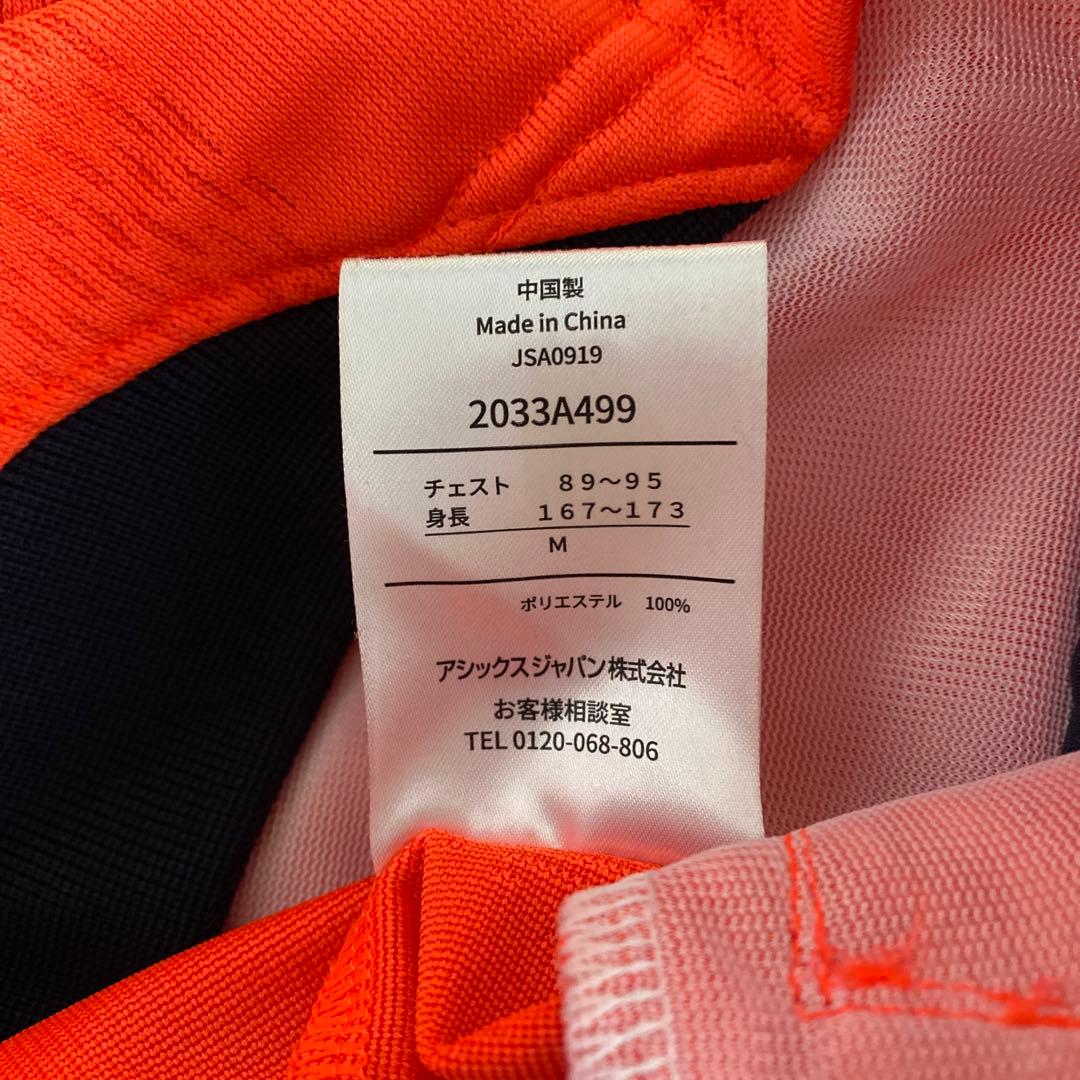 中国製
Made in China
JSA0919
2033A499
チェスト ８９～９５
身長 １６７～１７３
M
ポリエステル 100%
アシックスジャパン株式会社
お客様相談室
TEL 0120-068-806